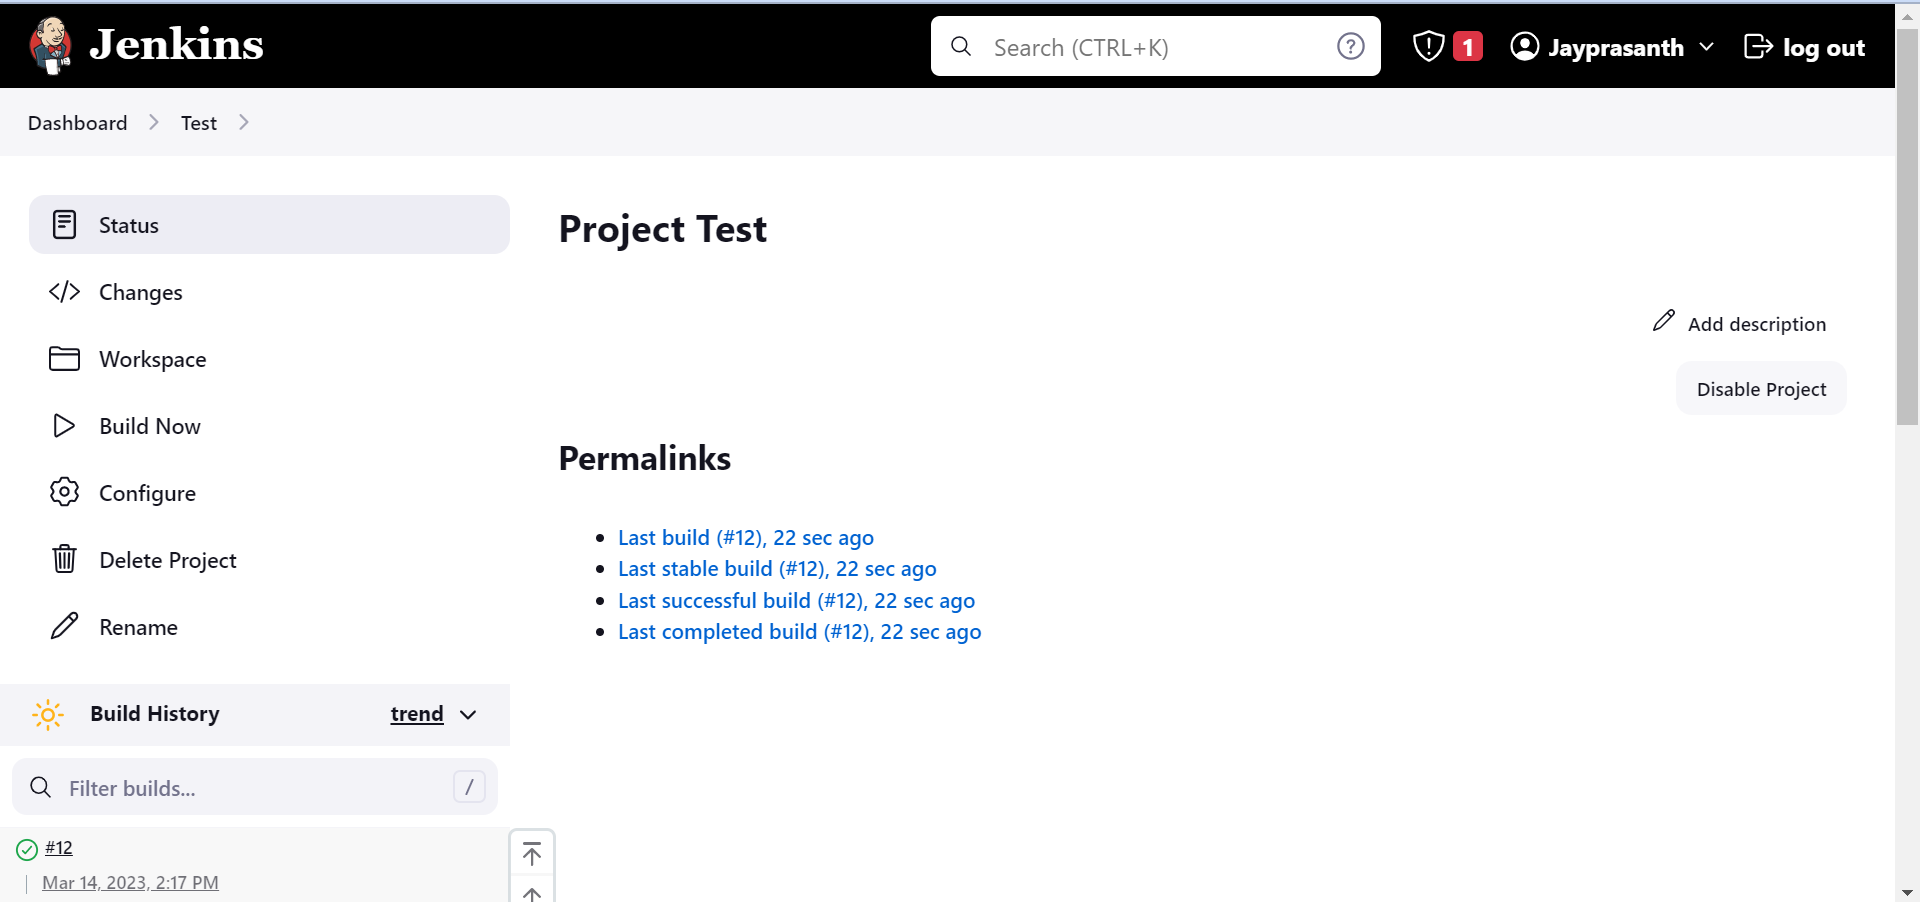 Jenkins
Search (CTRL+K)
1
Jayprasanth
log out
Dashboard
Test
Status
Changes
Workspace
Build Now
Configure
Delete Project
Rename
Build History
trend
Filter builds...
/
#12
Mar 14, 2023, 2:17 PM
Project Test
Add description
Disable Project
Permalinks
Last build (#12), 22 sec ago
Last stable build (#12), 22 sec ago
Last successful build (#12), 22 sec ago
Last completed build (#12), 22 sec ago